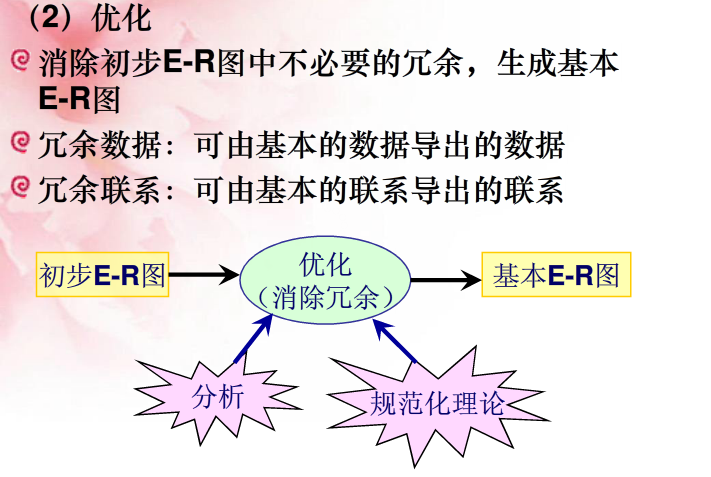 （2）优化
消除初步E-R图中不必要的冗余，生成基本
E-R图
冗余数据：可由基本的数据导出的数据
冗余联系：可由基本的联系导出的联系
初步E-R图
优化
（消除冗余）
基本E-R图
分析
规范化理论